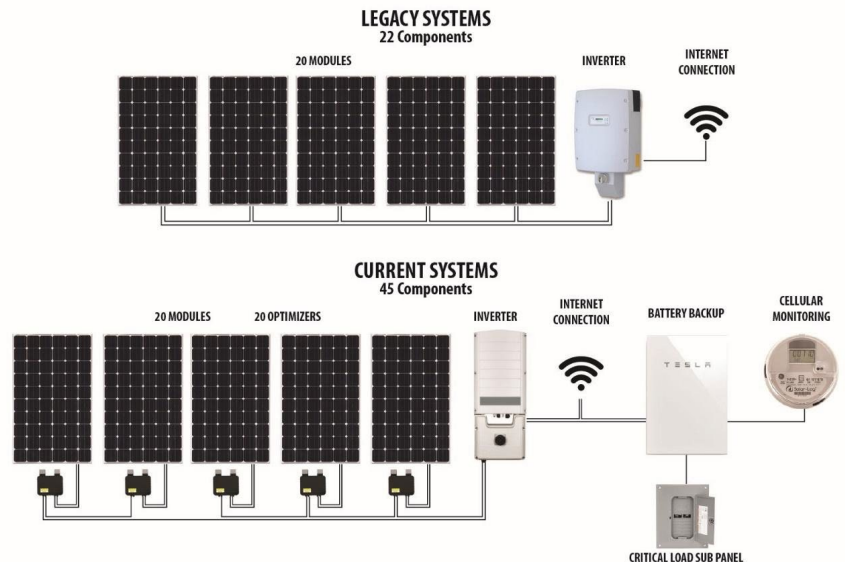 LEGACY SYSTEMS
22 Components
20 MODULES
INVERTER
INTERNET
CONNECTION
CURRENT SYSTEMS
45 Components
20 MODULES
20 OPTIMIZERS
INVERTER
INTERNET
CONNECTION
BATTERY BACKUP
CELLULAR
MONITORING
TESLA
CRITICAL LOAD SUB PANEL